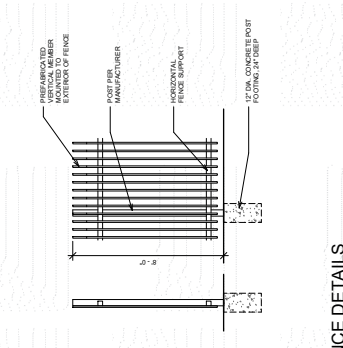 PREFABRICATED
VERTICAL MEMBER
MOUNTED TO
EXTERIOR OF FENCE
POST PER
MANUFACTURER
HORIZONTAL
FENCE SUPPORT
12" DIA. CONCRETE POST
FOOTING, 24" DEEP
8' - 0"
NCE DETAILS